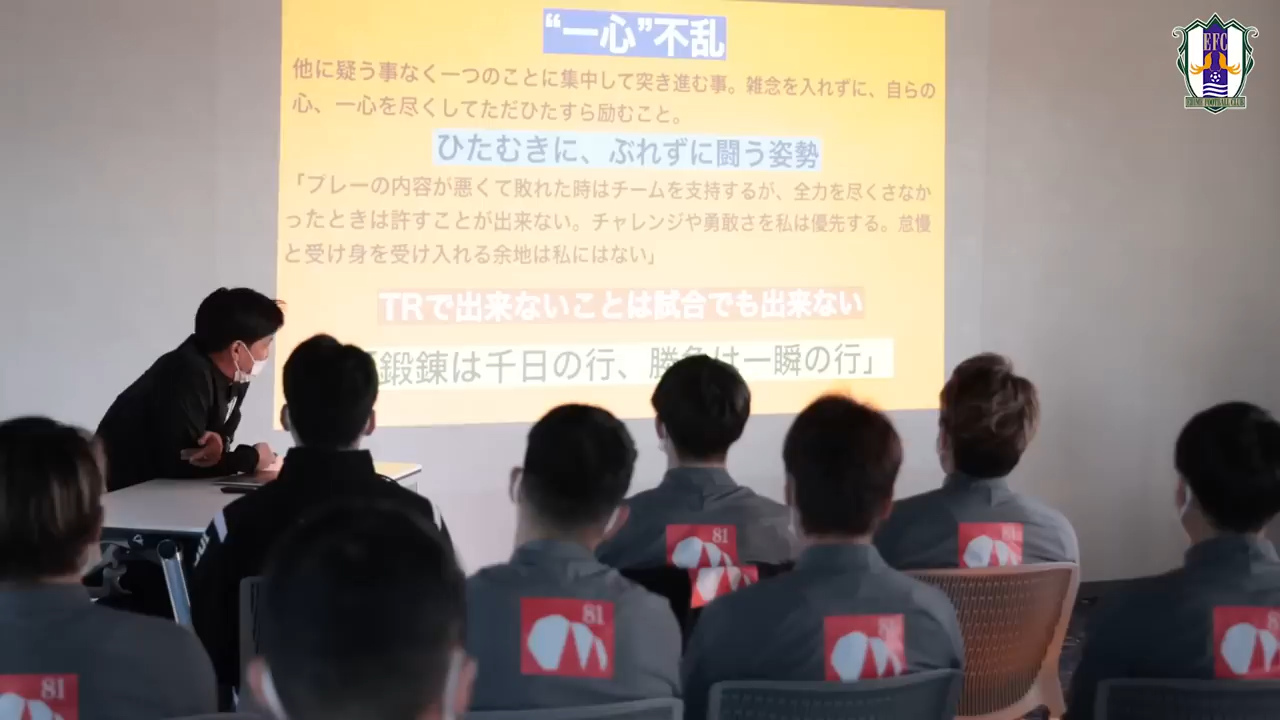 “一心”不乱
他に疑う事なく一つのことに集中して突き進む事。雑念を入れずに、自らの
心、一心を尽くしてただひたすら励むこと。
ひたむきに、ぶれずに闘う姿勢
「プレーの内容が悪くて敗れた時はチームを支持するが、全力を尽くさなか
ったときは許すことが出来ない。チャレンジや勇敢さを私は優先する。怠慢
と受け身を受け入れる余地は私にはない」
TRで出来ないことは試合でも出来ない
鍛錬は千日の行、勝負は一瞬の行」
EFC
EHIME FOOTBALL CLUB
81
81
81
81
81
81